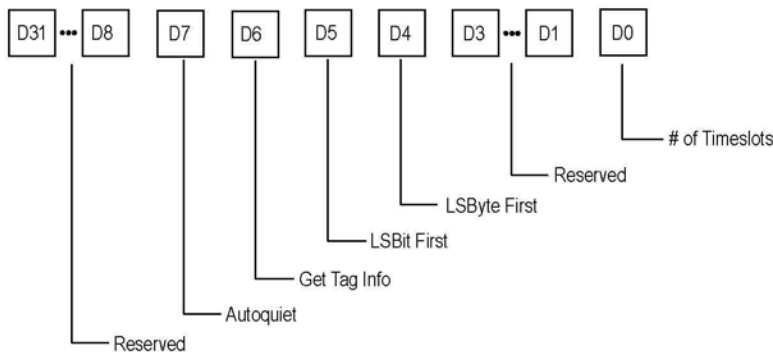 D31 ••• D8 D7 D6 D5 D4 D3 ••• D1 D0
# of Timeslots
Reserved
LSByte First
LSBit First
Get Tag Info
Autoquiet
Reserved